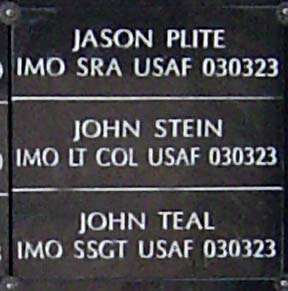 JASON PLITE
IMO SRA USAF 030323
JOHN STEIN
IMO LT COL USAF 030323
JOHN TEAL
IMO SSGT USAF 030323